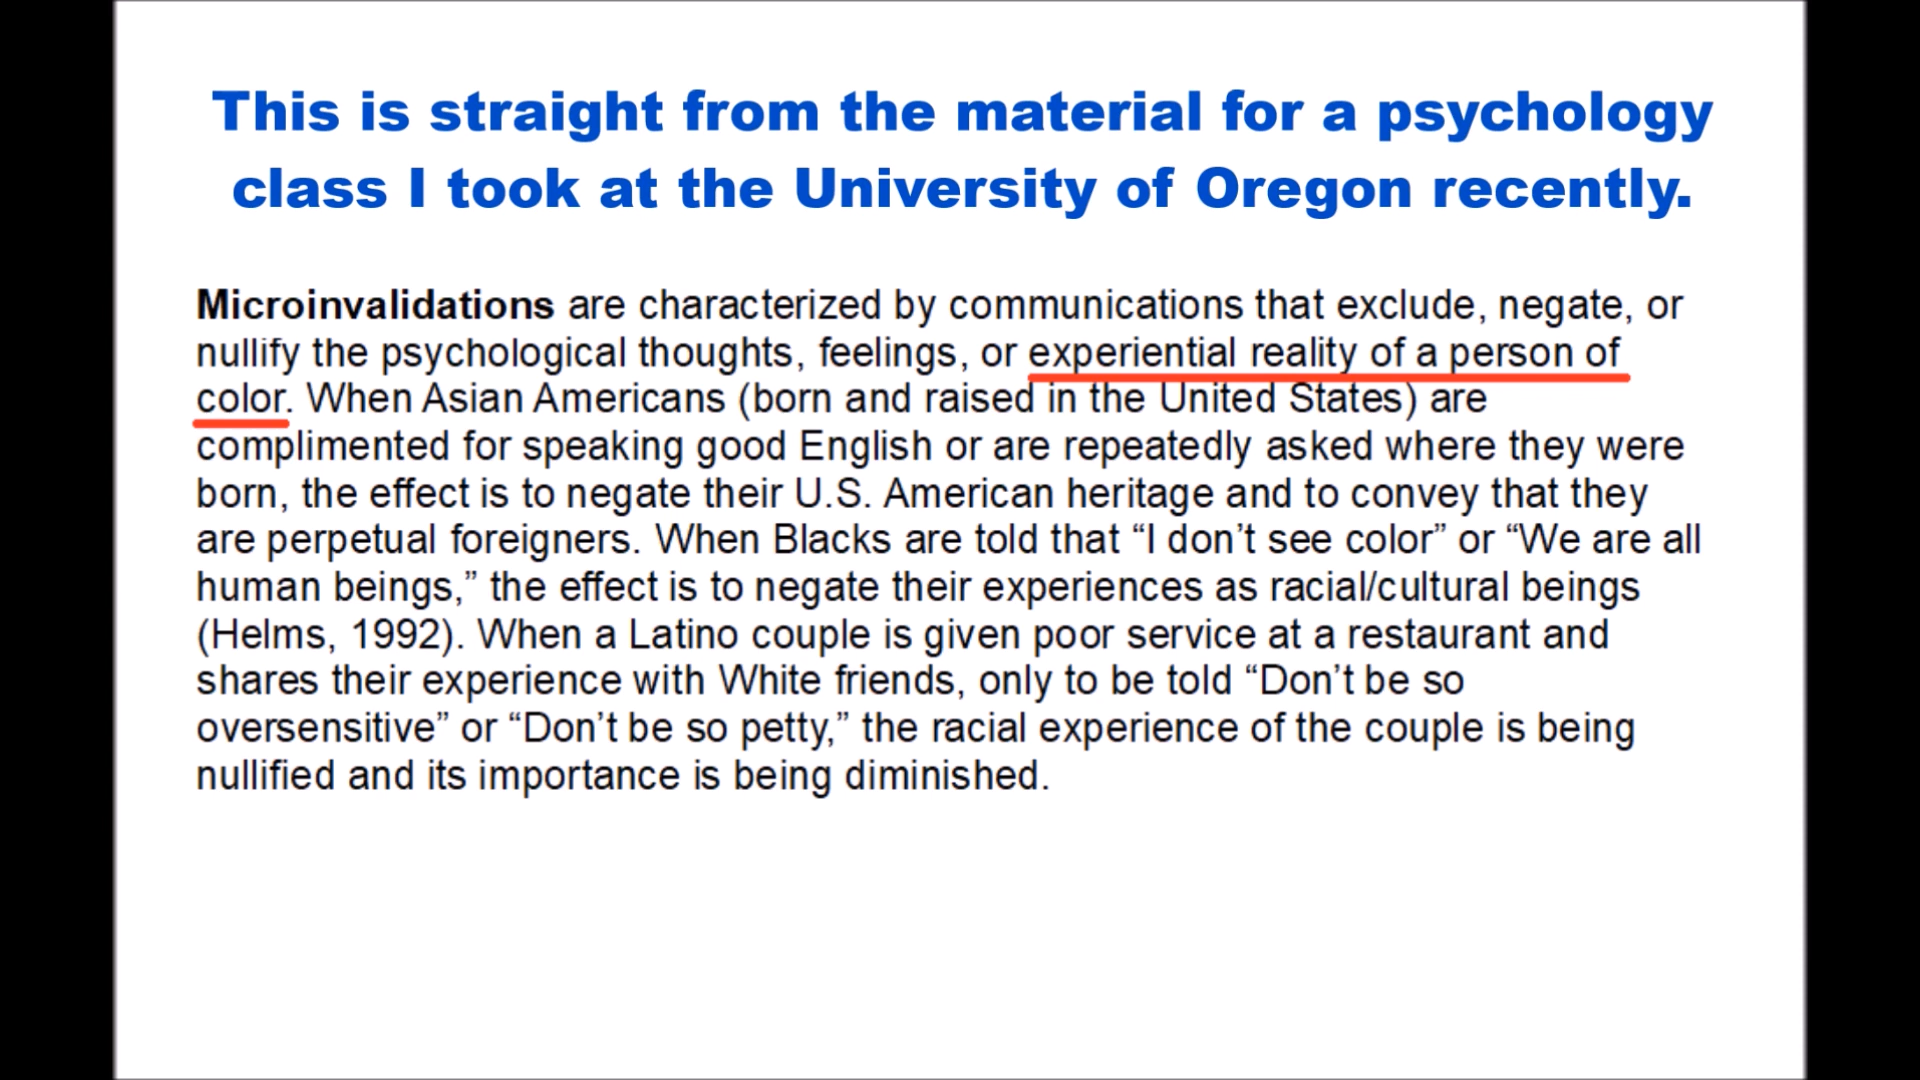 This is straight from the material for a psychology
class I took at the University of Oregon recently.
Microinvalidations are characterized by communications that exclude, negate, or
nullify the psychological thoughts, feelings, or experiential reality of a person of
color. When Asian Americans (born and raised in the United States) are
complimented for speaking good English or are repeatedly asked where they were
born, the effect is to negate their U.S. American heritage and to convey that they
are perpetual foreigners. When Blacks are told that “I don’t see color” or “We are all
human beings,” the effect is to negate their experiences as racial/cultural beings
(Helms, 1992). When a Latino couple is given poor service at a restaurant and
shares their experience with White friends, only to be told “Don’t be so
oversensitive” or “Don’t be so petty,” the racial experience of the couple is being
nullified and its importance is being diminished.